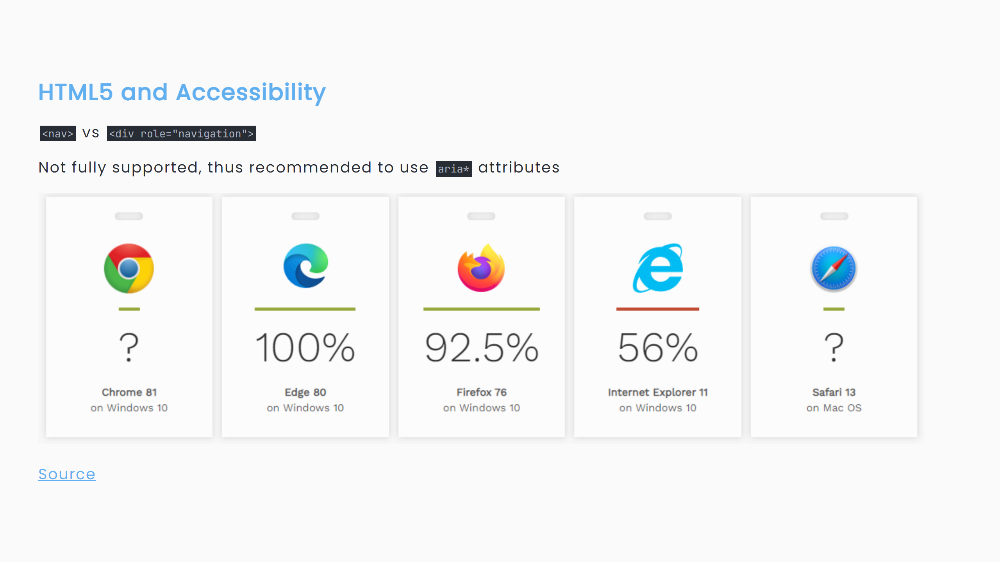 HTML5 and Accessibility
<nav> vs <div role="navigation">
Not fully supported, thus recommended to use aria* attributes
? 100% 92.5% 56% ?
Chrome 81 Edge 80 Firefox 76 Internet Explorer 11 Safari 13
on Windows 10 on Windows 10 on Windows 10 on Windows 10 on Mac OS
Source